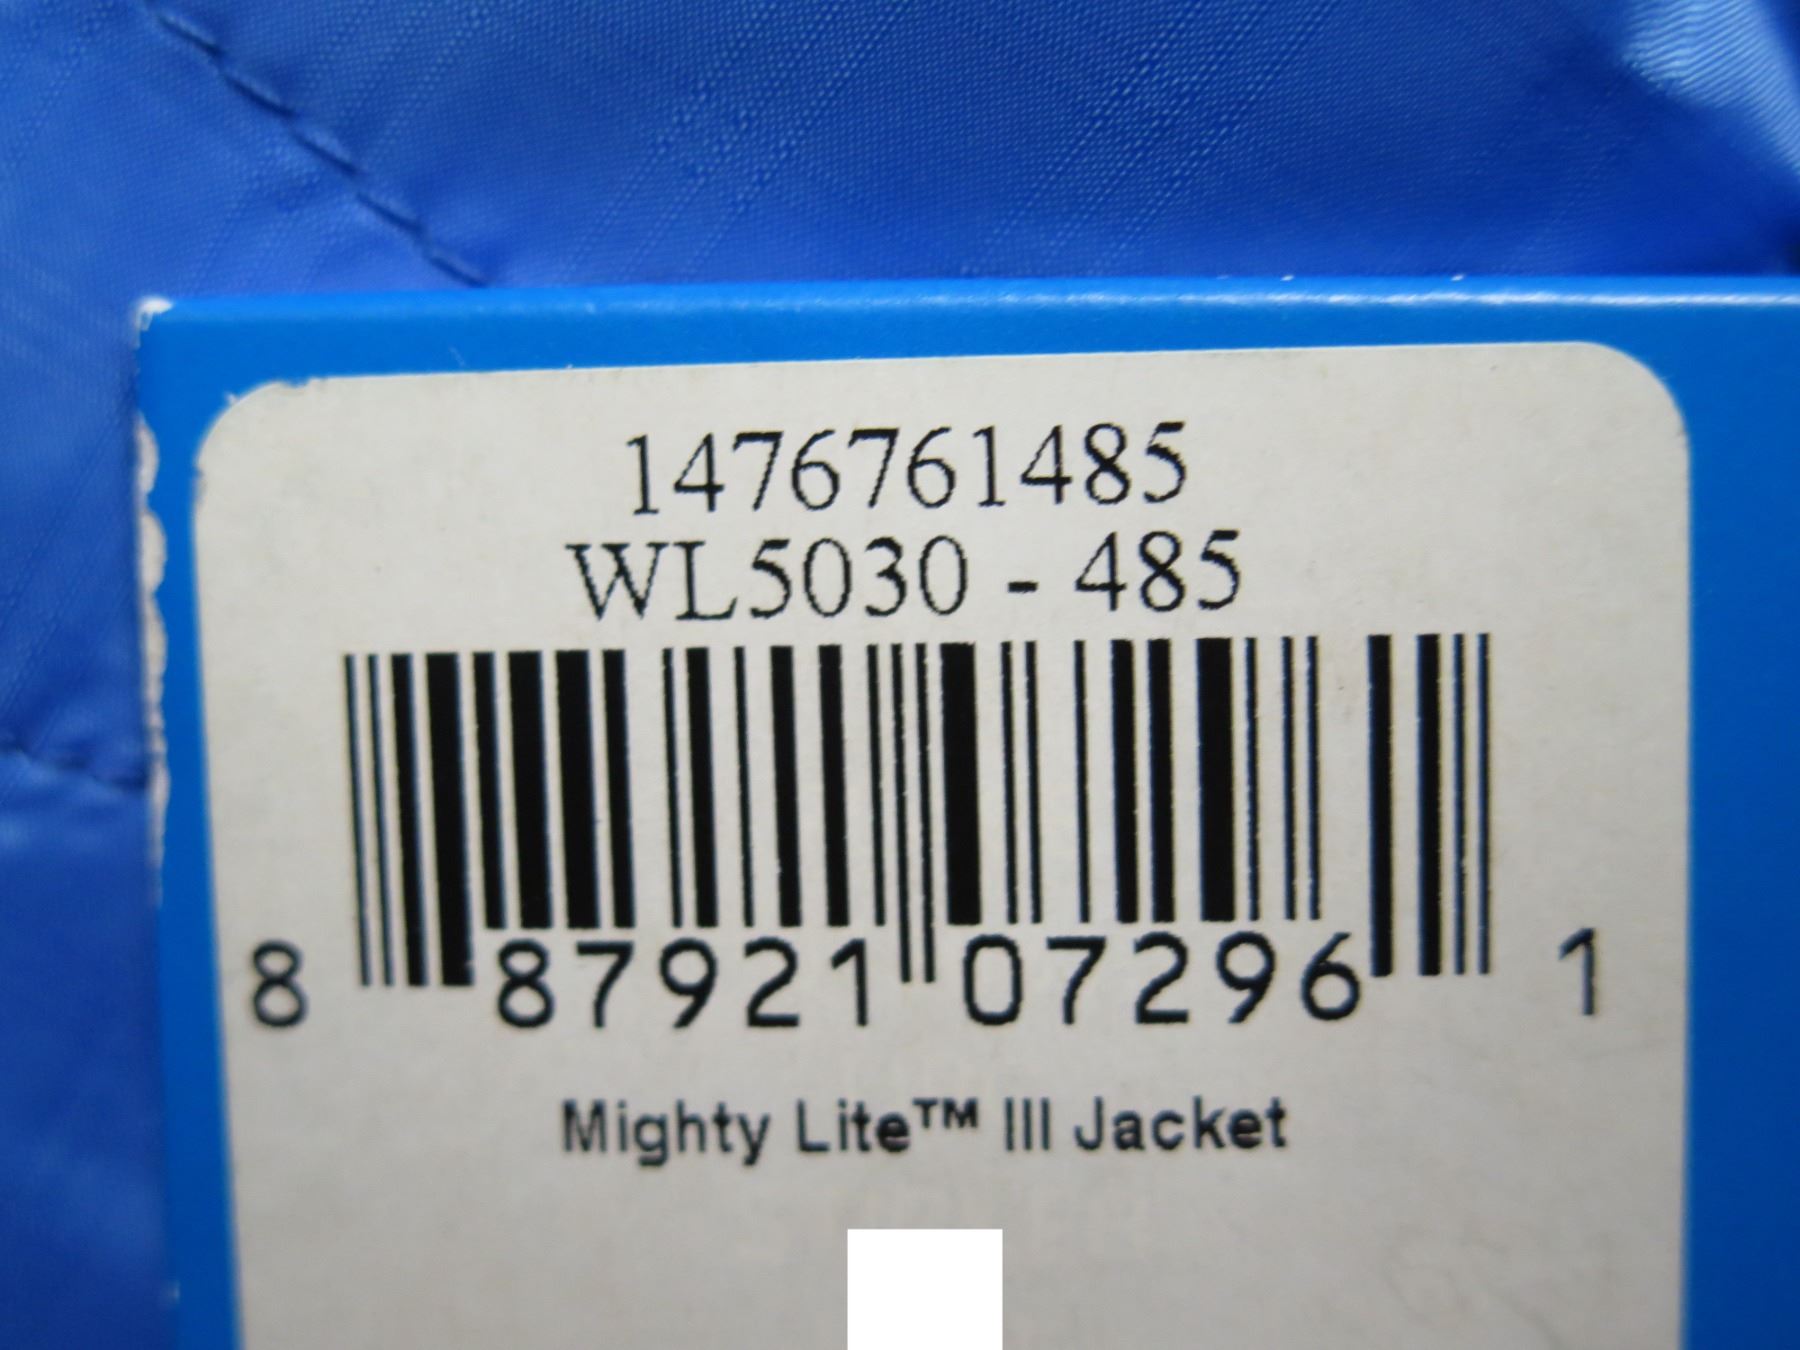 1476761485
WL5030 - 485
8 87921 07296 1
Mighty Lite™ III Jacket